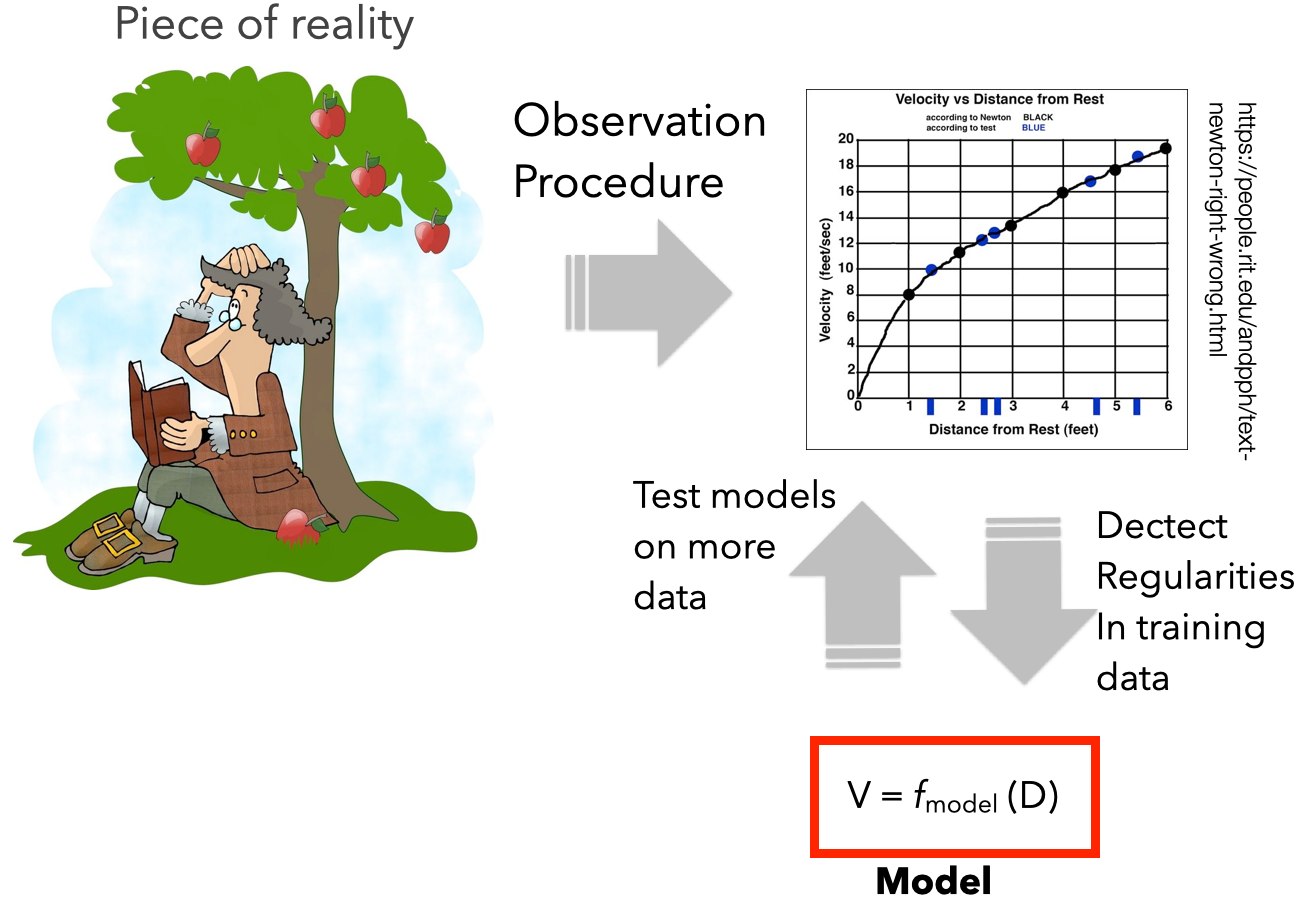 Piece of reality
Observation
Procedure
Velocity vs Distance from Rest
according to Newton BLACK
according to test BLUE
20
18
16
14
12
10
8
6
4
2
0
Velocity (feet/sec)
0 1 2 3 4 5 6
Distance from Rest (feet)
https://people.rit.edu/andpph/text-
newton-right-wrong.html
Test models
on more
data
Dectect
Regularities
In training
data
V = fmodel (D)
Model